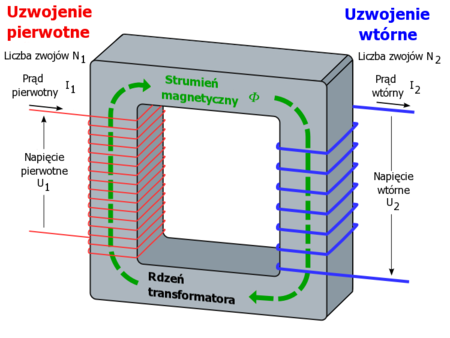 Uzwojenie
pierwotne
Liczba zwojów N1
Prąd
pierwotny
I1
Napięcie
pierwotne
U1
Strumień
magnetyczny Φ
Rdzeń
transformatora
Uzwojenie
wtórne
Liczba zwojów N2
Prąd
wtórny
I2
Napięcie
wtórne
U2